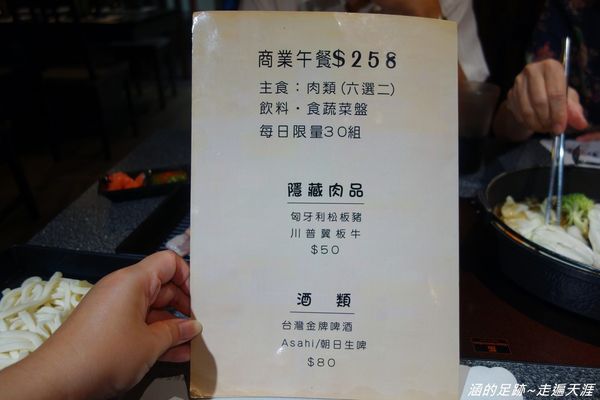 商業午餐$258
主食：肉類(六選二)
飲料・食蔬菜盤
每日限量30組
隱藏肉品
匈牙利松板豬
川普翼板牛
$50
酒 類
台灣金牌啤酒
Asahi/朝日生啤
$80
涵的足跡~走遍天涯